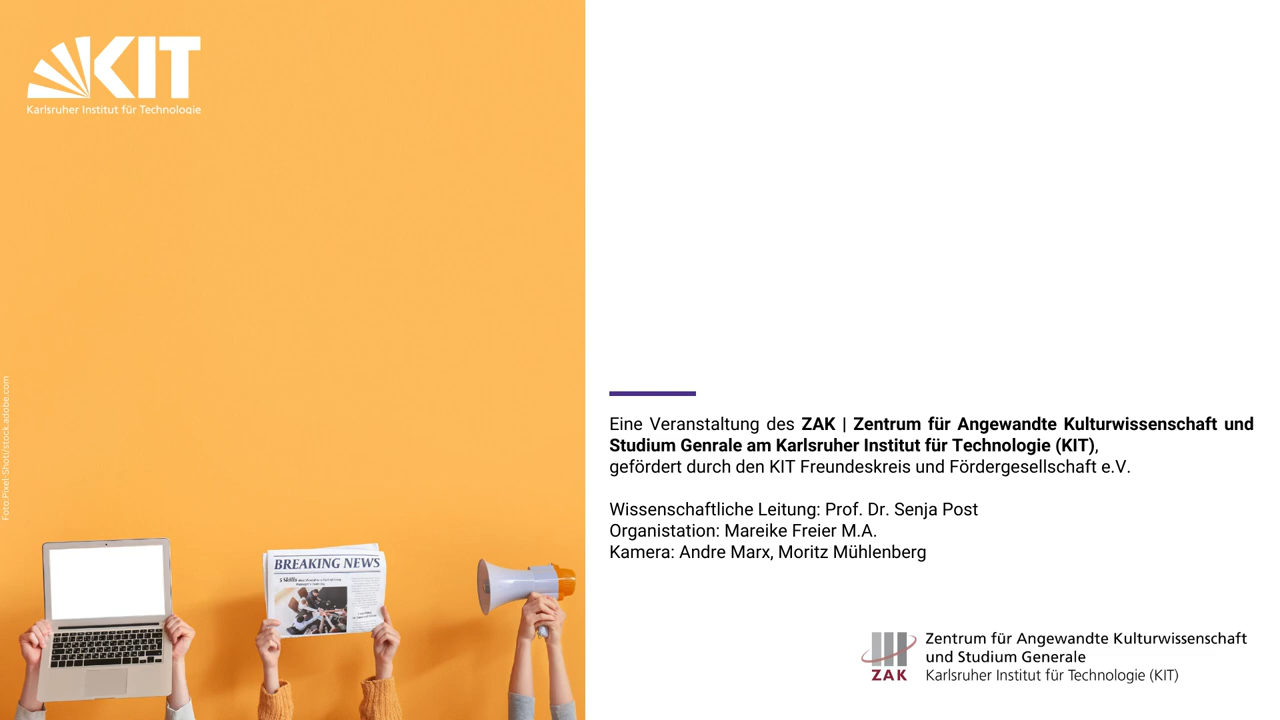 KIT
Karlsruher Institut für Technologie
Foto:Pixel-Shot//stock.adobe.com
BREAKING NEWS
5 Skills
Eine Veranstaltung des ZAK | Zentrum für Angewandte Kulturwissenschaft und
Studium Genrale am Karlsruher Institut für Technologie (KIT),
gefördert durch den KIT Freundeskreis und Fördergesellschaft e.V.
Wissenschaftliche Leitung: Prof. Dr. Senja Post
Organistation: Mareike Freier M.A.
Kamera: Andre Marx, Moritz Mühlenberg
ZAK
Zentrum für Angewandte Kulturwissenschaft
und Studium Generale
Karlsruher Institut für Technologie (KIT)